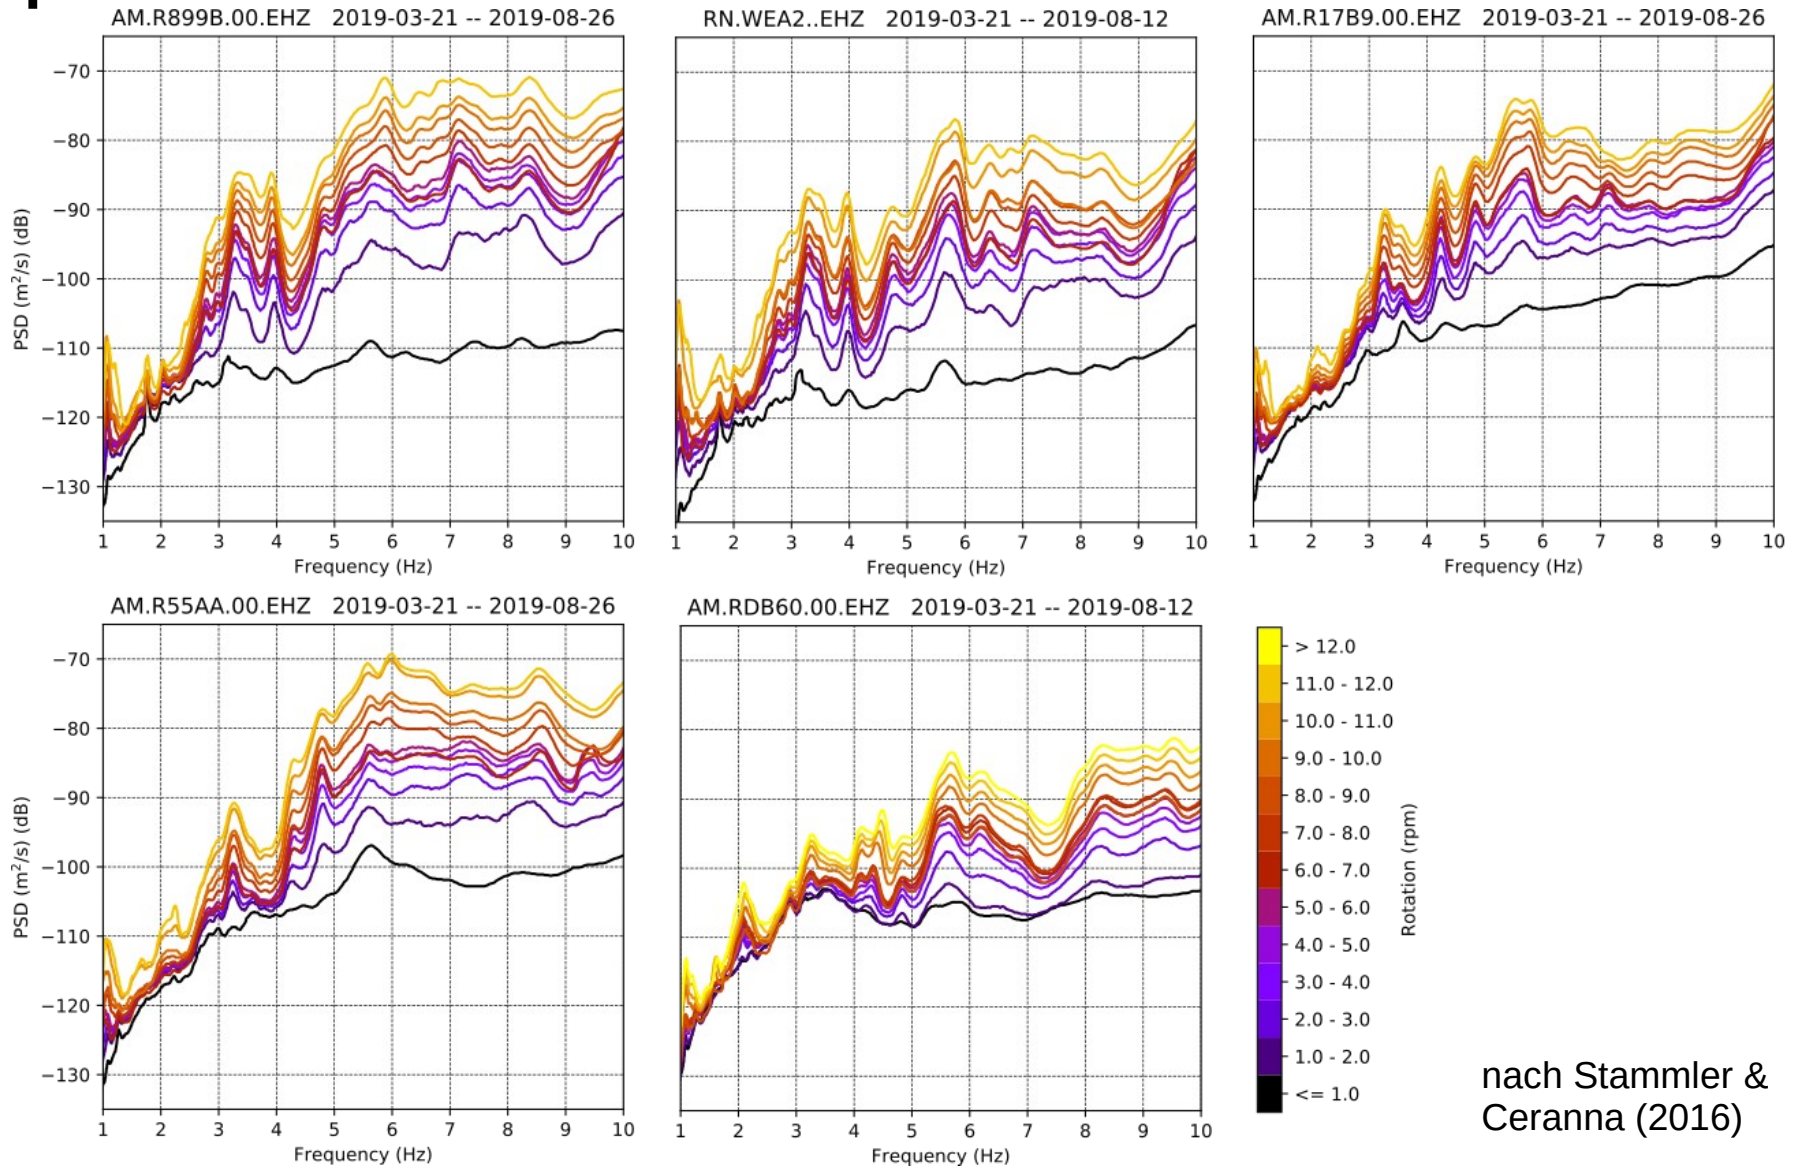 AM.R899B.00.EHZ 2019-03-21 -- 2019-08-26
PSD (m²/s) (dB)
−70
−80
−90
−100
−110
−120
−130
1 2 3 4 5 6 7 8 9 10
Frequency (Hz)
RN.WEA2..EHZ 2019-03-21 -- 2019-08-12
1 2 3 4 5 6 7 8 9 10
Frequency (Hz)
AM.R17B9.00.EHZ 2019-03-21 -- 2019-08-26
1 2 3 4 5 6 7 8 9 10
Frequency (Hz)
AM.R55AA.00.EHZ 2019-03-21 -- 2019-08-26
PSD (m²/s) (dB)
−70
−80
−90
−100
−110
−120
−130
1 2 3 4 5 6 7 8 9 10
Frequency (Hz)
AM.RDB60.00.EHZ 2019-03-21 -- 2019-08-12
1 2 3 4 5 6 7 8 9 10
Frequency (Hz)
> 12.0
11.0 - 12.0
10.0 - 11.0
9.0 - 10.0
8.0 - 9.0
7.0 - 8.0
6.0 - 7.0
5.0 - 6.0
4.0 - 5.0
3.0 - 4.0
2.0 - 3.0
1.0 - 2.0
<= 1.0
Rotation (rpm)
nach Stammler &
Ceranna (2016)